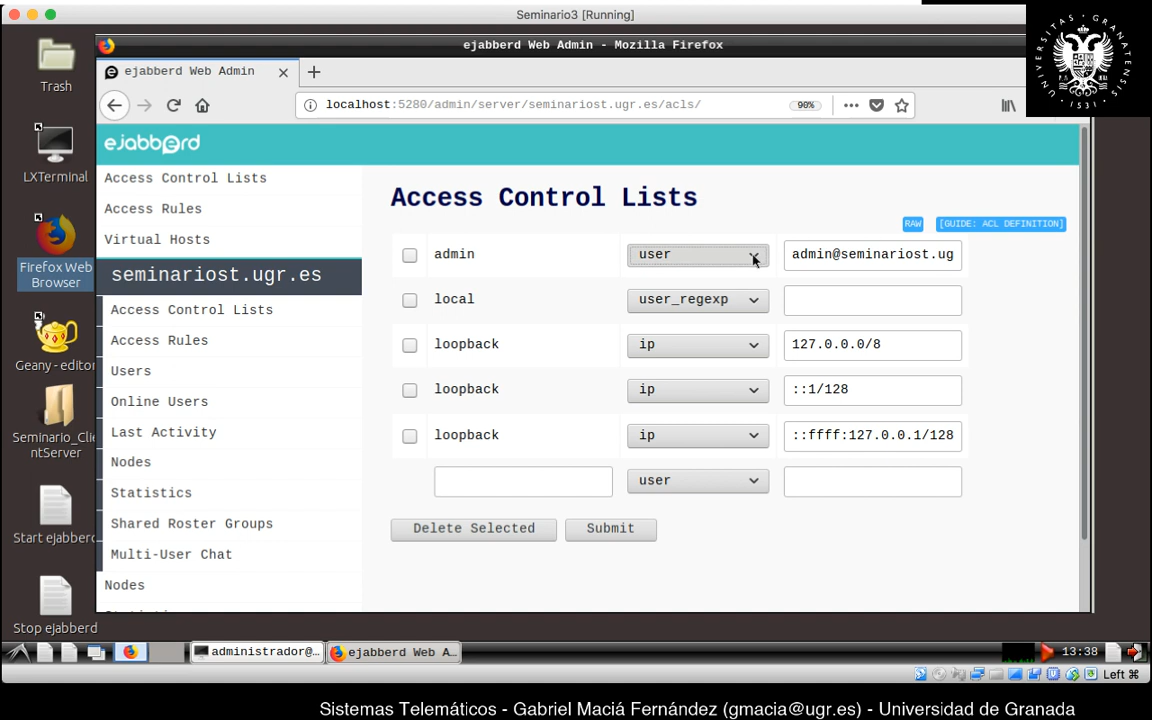 Seminario3 [Running]
ejabberd Web Admin - Mozilla Firefox
UNIVERSITAS GRANATENSIS
1531
ejabberd Web Admin
localhost:5280/admin/server/seminariost.ugr.es/acls/
90%
Trash
LXTerminal
Firefox Web
Browser
Geany - editor
Seminario_Clie
ntServer
Start ejabberd
Stop ejabberd
ejabberd
Access Control Lists
Access Rules
Virtual Hosts
seminariost.ugr.es
Access Control Lists
Access Rules
Users
Online Users
Last Activity
Nodes
Statistics
Shared Roster Groups
Multi-User Chat
Nodes
Access Control Lists
RAW
[GUIDE: ACL DEFINITION]
admin user admin@seminariost.ug
local user_regexp
loopback ip 127.0.0.0/8
loopback ip ::1/128
loopback ip ::ffff:127.0.0.1/128
user
Delete Selected Submit
administrador@...
ejabberd Web A...
13:38
Left ⌘
Sistemas Telemáticos - Gabriel Maciá Fernández (gmacia@ugr.es) - Universidad de Granada